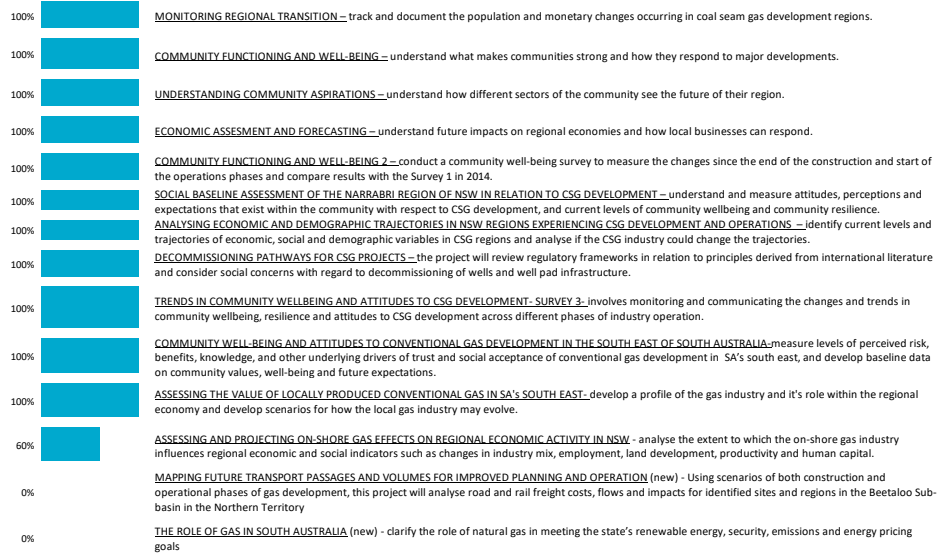 100% MONITORING REGIONAL TRANSITION – track and document the population and monetary changes occurring in coal seam gas development regions.
100% COMMUNITY FUNCTIONING AND WELL-BEING – understand what makes communities strong and how they respond to major developments.
100% UNDERSTANDING COMMUNITY ASPIRATIONS – understand how different sectors of the community see the future of their region.
100% ECONOMIC ASSESMENT AND FORECASTING – understand future impacts on regional economies and how local businesses can respond.
100% COMMUNITY FUNCTIONING AND WELL-BEING 2 – conduct a community well-being survey to measure the changes since the end of the construction and start of
the operations phases and compare results with the Survey 1 in 2014.
100% SOCIAL BASELINE ASSESSMENT OF THE NARRABRI REGION OF NSW IN RELATION TO CSG DEVELOPMENT – understand and measure attitudes, perceptions and
expectations that exist within the community with respect to CSG development, and current levels of community wellbeing and community resilience.
100% ANALYSING ECONOMIC AND DEMOGRAPHIC TRAJECTORIES IN NSW REGIONS EXPERIENCING CSG DEVELOPMENT AND OPERATIONS – identify current levels and
trajectories of economic, social and demographic variables in CSG regions and analyse if the CSG industry could change the trajectories.
100% DECOMMISSIONING PATHWAYS FOR CSG PROJECTS – the project will review regulatory frameworks in relation to principles derived from international literature
and consider social concerns with regard to decommissioning of wells and well pad infrastructure.
100% TRENDS IN COMMUNITY WELLBEING AND ATTITUDES TO CSG DEVELOPMENT- SURVEY 3- involves monitoring and communicating the changes and trends in
community wellbeing, resilience and attitudes to CSG development across different phases of industry operation.
100% COMMUNITY WELL-BEING AND ATTITUDES TO CONVENTIONAL GAS DEVELOPMENT IN THE SOUTH EAST OF SOUTH AUSTRALIA-measure levels of perceived risk,
benefits, knowledge, and other underlying drivers of trust and social acceptance of conventional gas development in SA's south east, and develop baseline data
on community values, well-being and future expectations.
100% ASSESSING THE VALUE OF LOCALLY PRODUCED CONVENTIONAL GAS IN SA's SOUTH EAST- develop a profile of the gas industry and it's role within the regional
economy and develop scenarios for how the local gas industry may evolve.
60% ASSESSING AND PROJECTING ON-SHORE GAS EFFECTS ON REGIONAL ECONOMIC ACTIVITY IN NSW - analyse the extent to which the on-shore gas industry
influences regional economic and social indicators such as changes in industry mix, employment, land development, productivity and human capital.
0% MAPPING FUTURE TRANSPORT PASSAGES AND VOLUMES FOR IMPROVED PLANNING AND OPERATION (new) - Using scenarios of both construction and
operational phases of gas development, this project will analyse road and rail freight costs, flows and impacts for identified sites and regions in the Beetaloo Sub-
basin in the Northern Territory
0% THE ROLE OF GAS IN SOUTH AUSTRALIA (new) - clarify the role of natural gas in meeting the state's renewable energy, security, emissions and energy pricing
goals